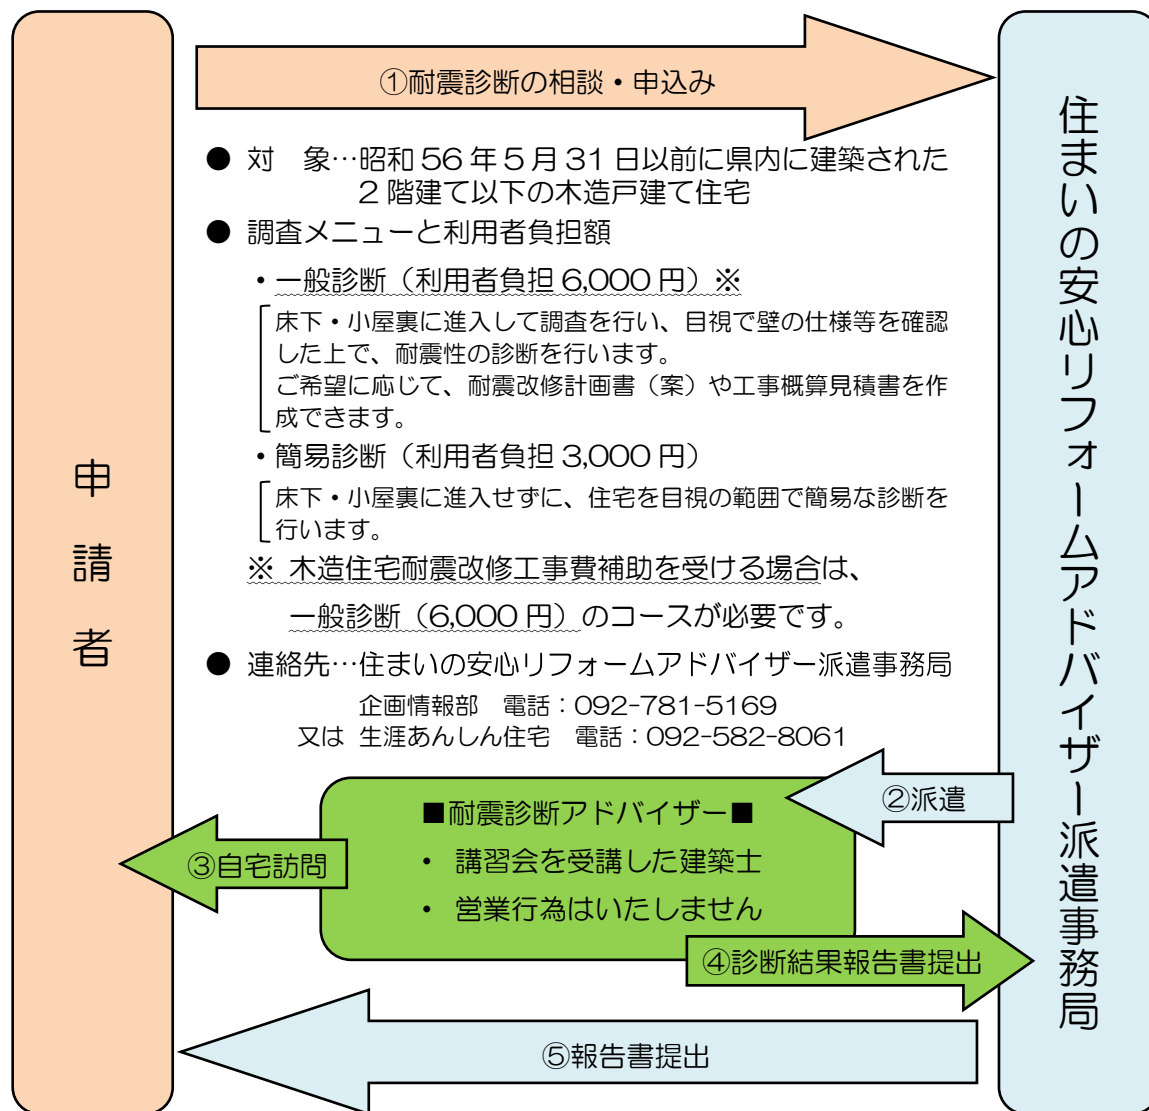 ①耐震診断の相談・申込み
● 対　象…昭和56年5月31日以前に県内に建築された
2階建て以下の木造戸建て住宅
● 調査メニューと利用者負担額
・一般診断（利用者負担6,000円）※
床下・小屋裏に進入して調査を行い、目視で壁の仕様等を確認
した上で、耐震性の診断を行います。
ご希望に応じて、耐震改修計画書（案）や工事概算見積書を作
成できます。
・簡易診断（利用者負担3,000円）
床下・小屋裏に進入せずに、住宅を目視の範囲で簡易な診断を
行います。
※ 木造住宅耐震改修工事費補助を受ける場合は、
一般診断（6,000円）のコースが必要です。
● 連絡先…住まいの安心リフォームアドバイザー派遣事務局
企画情報部　電話：092-781-5169
又は 生涯あんしん住宅　電話：092-582-8061
申請者
住まいの安心リフォームアドバイザー派遣事務局
②派遣
■耐震診断アドバイザー■
・ 講習会を受講した建築士
・ 営業行為はいたしません
③自宅訪問
④診断結果報告書提出
⑤報告書提出